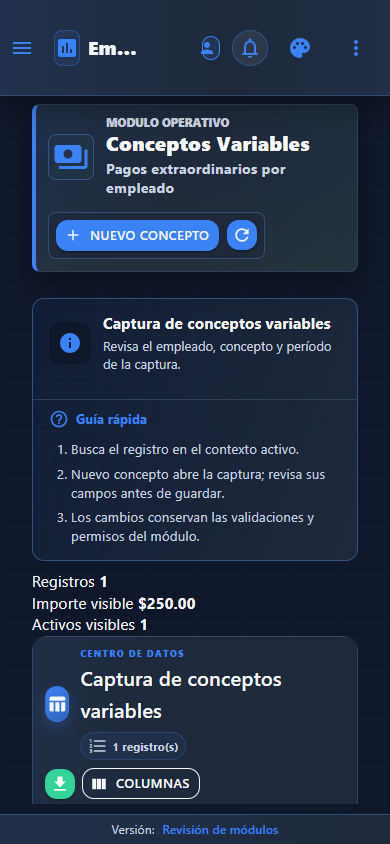 Em...
MODULO OPERATIVO
Conceptos Variables
Pagos extraordinarios por
empleado
NUEVO CONCEPTO
Captura de conceptos variables
Revisa el empleado, concepto y período
de la captura.
Guía rápida
1. Busca el registro en el contexto activo.
2. Nuevo concepto abre la captura; revisa sus
campos antes de guardar.
3. Los cambios conservan las validaciones y
permisos del módulo.
Registros 1
Importe visible $250.00
Activos visibles 1
CENTRO DE DATOS
Captura de conceptos
variables
1 registro(s)
COLUMNAS
Versión: Revisión de módulos